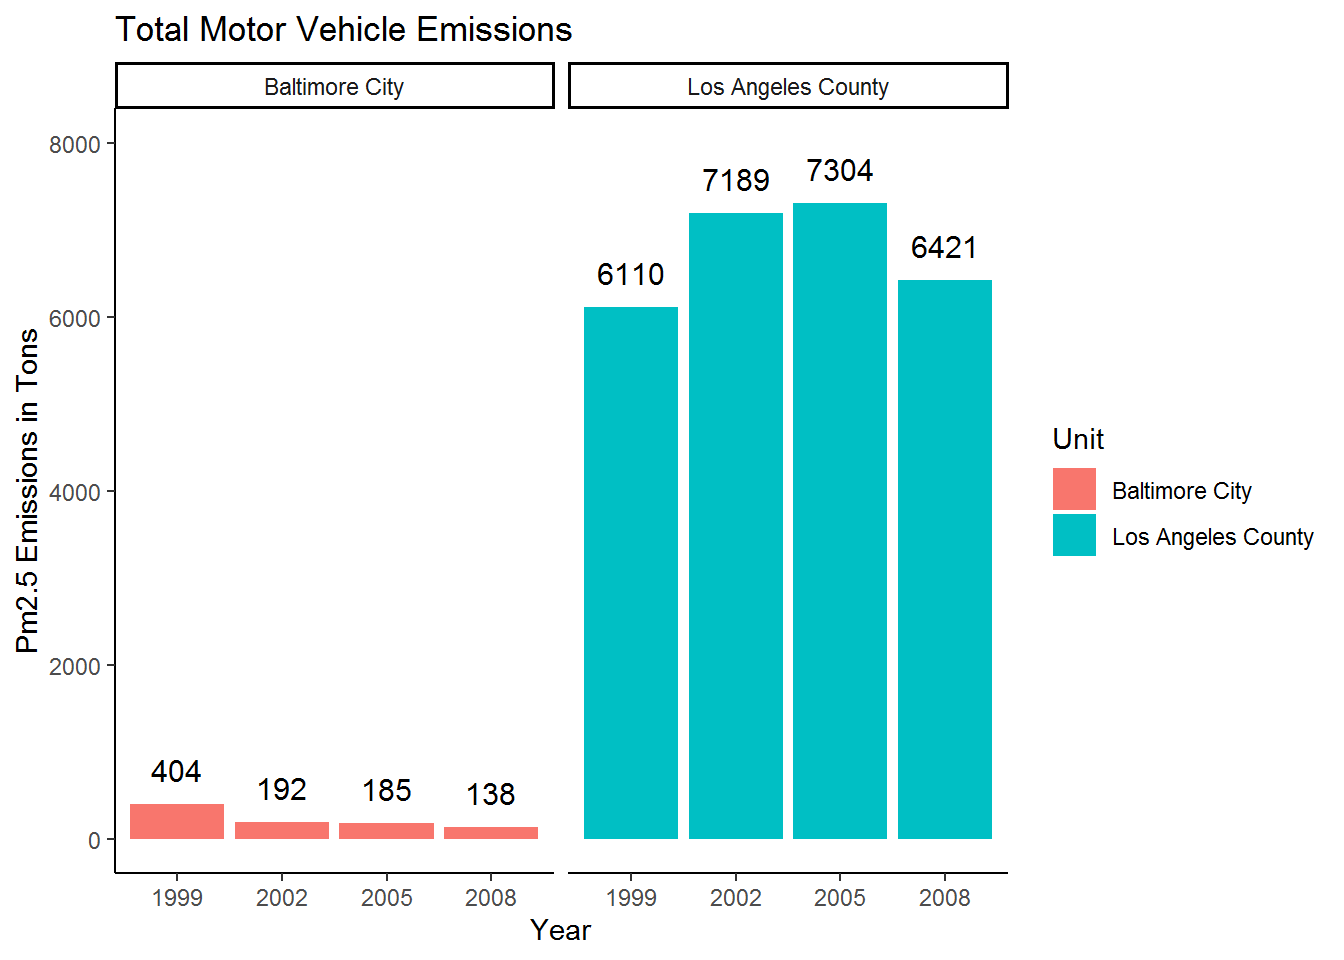 Total Motor Vehicle Emissions
Baltimore City
Los Angeles County
Pm2.5 Emissions in Tons
8000
6000
4000
2000
0
404
192
185
138
6110
7189
7304
6421
1999
2002
2005
2008
1999
2002
2005
2008
Year
Unit
Baltimore City
Los Angeles County